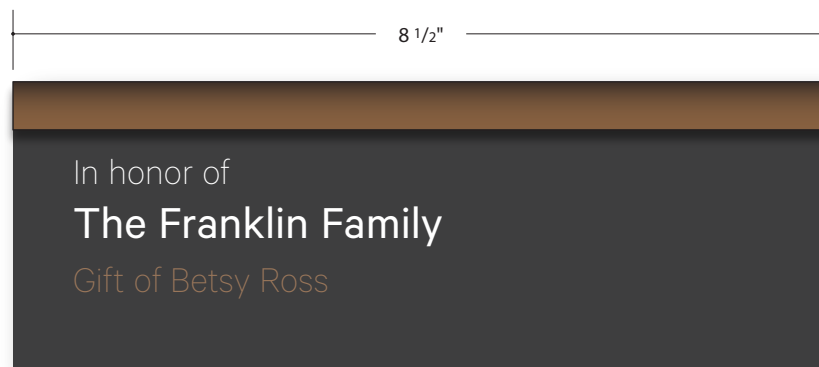 8 1/2"
In honor of
The Franklin Family
Gift of Betsy Ross